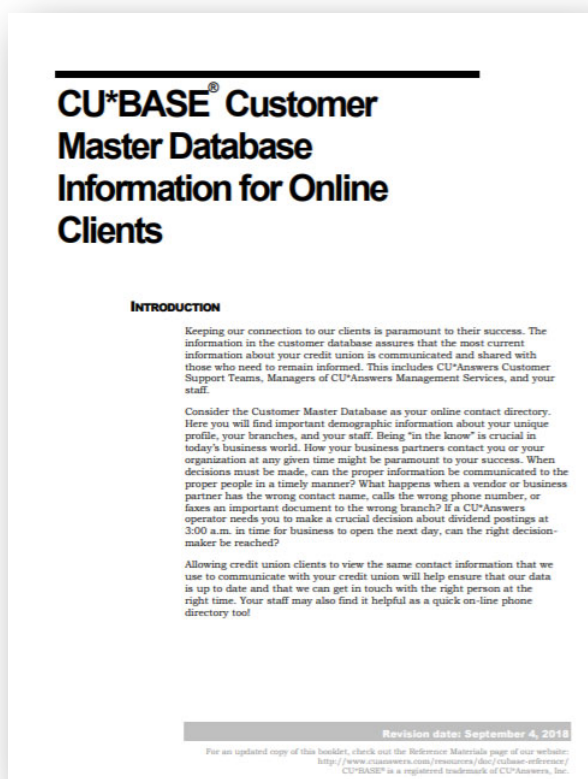 CU*BASE® Customer
Master Database
Information for Online
Clients
INTRODUCTION
Keeping our connection to our clients is paramount to their success. The
information in the customer database assures that the most current
information about your credit union is communicated and shared with
those who need to remain informed. This includes CU*Answers Customer
Support Teams, Managers of CU*Answers Management Services, and your
staff.
Consider the Customer Master Database as your online contact directory.
Here you will find important demographic information about your unique
profile, your branches, and your staff. Being "in the know" is crucial in
today's business world. How your business partners contact you or your
organization at any given time might be paramount to your success. When
decisions must be made, can the proper information be communicated to the
proper people in a timely manner? What happens when a vendor or business
partner has the wrong contact name, calls the wrong phone number, or
faxes an important document to the wrong branch? If a CU*Answers
operator needs you to make a crucial decision about dividend postings at
3:00 a.m. in time for business to open the next day, can the right decision-
maker be reached?
Allowing credit union clients to view the same contact information that we
use to communicate with your credit union will help ensure that our data
is up to date and that we can get in touch with the right person at the
right time. Your staff may also find it helpful as a quick on-line phone
directory too!
Revision date: September 4, 2018
For an updated copy of this booklet, check out the Reference Materials page of our website:
http://www.cuanswers.com/resources/doc/cubase-reference/
CU*BASE® is a registered trademark of CU*Answers, Inc.